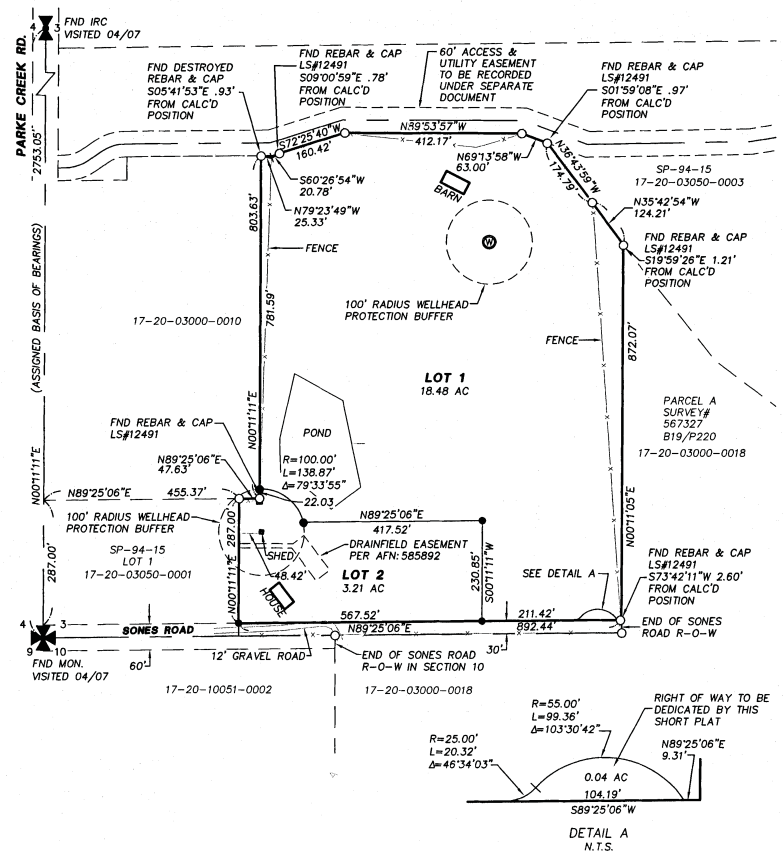 FND IRC
VISITED 04/07
4 3
PARKE CREEK RD.
2753.05'
(ASSIGNED BASIS OF BEARINGS)
N00°11'11"E
287.00'
FND DESTROYED
REBAR & CAP
S05°41'53"E .93'
FROM CALC'D
POSITION
FND REBAR & CAP
LS#12491
S09°00'59"E .78'
FROM CALC'D
POSITION
60' ACCESS &
UTILITY EASEMENT
TO BE RECORDED
UNDER SEPARATE
DOCUMENT
FND REBAR & CAP
LS#12491
S01°59'08"E .97'
FROM CALC'D
POSITION
S72°25'40"W
160.42'
N89°53'57"W
412.17'
N69°13'58"W
63.00'
N36°43'59"W
174.79'
SP-94-15
17-20-03050-0003
S60°26'54"W
20.78'
N79°23'49"W
25.33'
BARN
N35°42'54"W
124.21'
803.63'
FENCE
W
FND REBAR & CAP
LS#12491
S19°59'26"E 1.21'
FROM CALC'D
POSITION
100' RADIUS WELLHEAD
PROTECTION BUFFER
17-20-03000-0010
781.59'
FENCE
872.07'
LOT 1
18.48 AC
PARCEL A
SURVEY#
567327
B19/P220
17-20-03000-0018
N00°11'11"E
FND REBAR & CAP
LS#12491
POND
R=100.00'
L=138.87'
Δ=79°33'55"
N89°25'06"E
47.63'
22.03
N89°25'06"E 455.37'
N00°11'05"E
100' RADIUS WELLHEAD
PROTECTION BUFFER
287.00'
N00°11'11"E
N89°25'06"E
417.52'
SP-94-15
LOT 1
17-20-03050-0001
SHED
48.42'
DRAINFIELD EASEMENT
PER AFN: 585892
230.85'
S00°11'11"W
LOT 2
3.21 AC
HOUSE
SEE DETAIL A
FND REBAR & CAP
LS#12491
S73°42'11"W 2.60'
FROM CALC'D
POSITION
4 3
9 10
SONES ROAD
567.52'
211.42'
N89°25'06"E
892.44'
END OF SONES
ROAD R-O-W
FND MON.
VISITED 04/07
60'
12' GRAVEL ROAD
END OF SONES ROAD
R-O-W IN SECTION 10
30'
17-20-10051-0002
17-20-03000-0018
R=55.00'
L=99.36'
Δ=103°30'42"
RIGHT OF WAY TO BE
DEDICATED BY THIS
SHORT PLAT
R=25.00'
L=20.32'
Δ=46°34'03"
N89°25'06"E
9.31'
0.04 AC
104.19'
S89°25'06"W
DETAIL A
N.T.S.